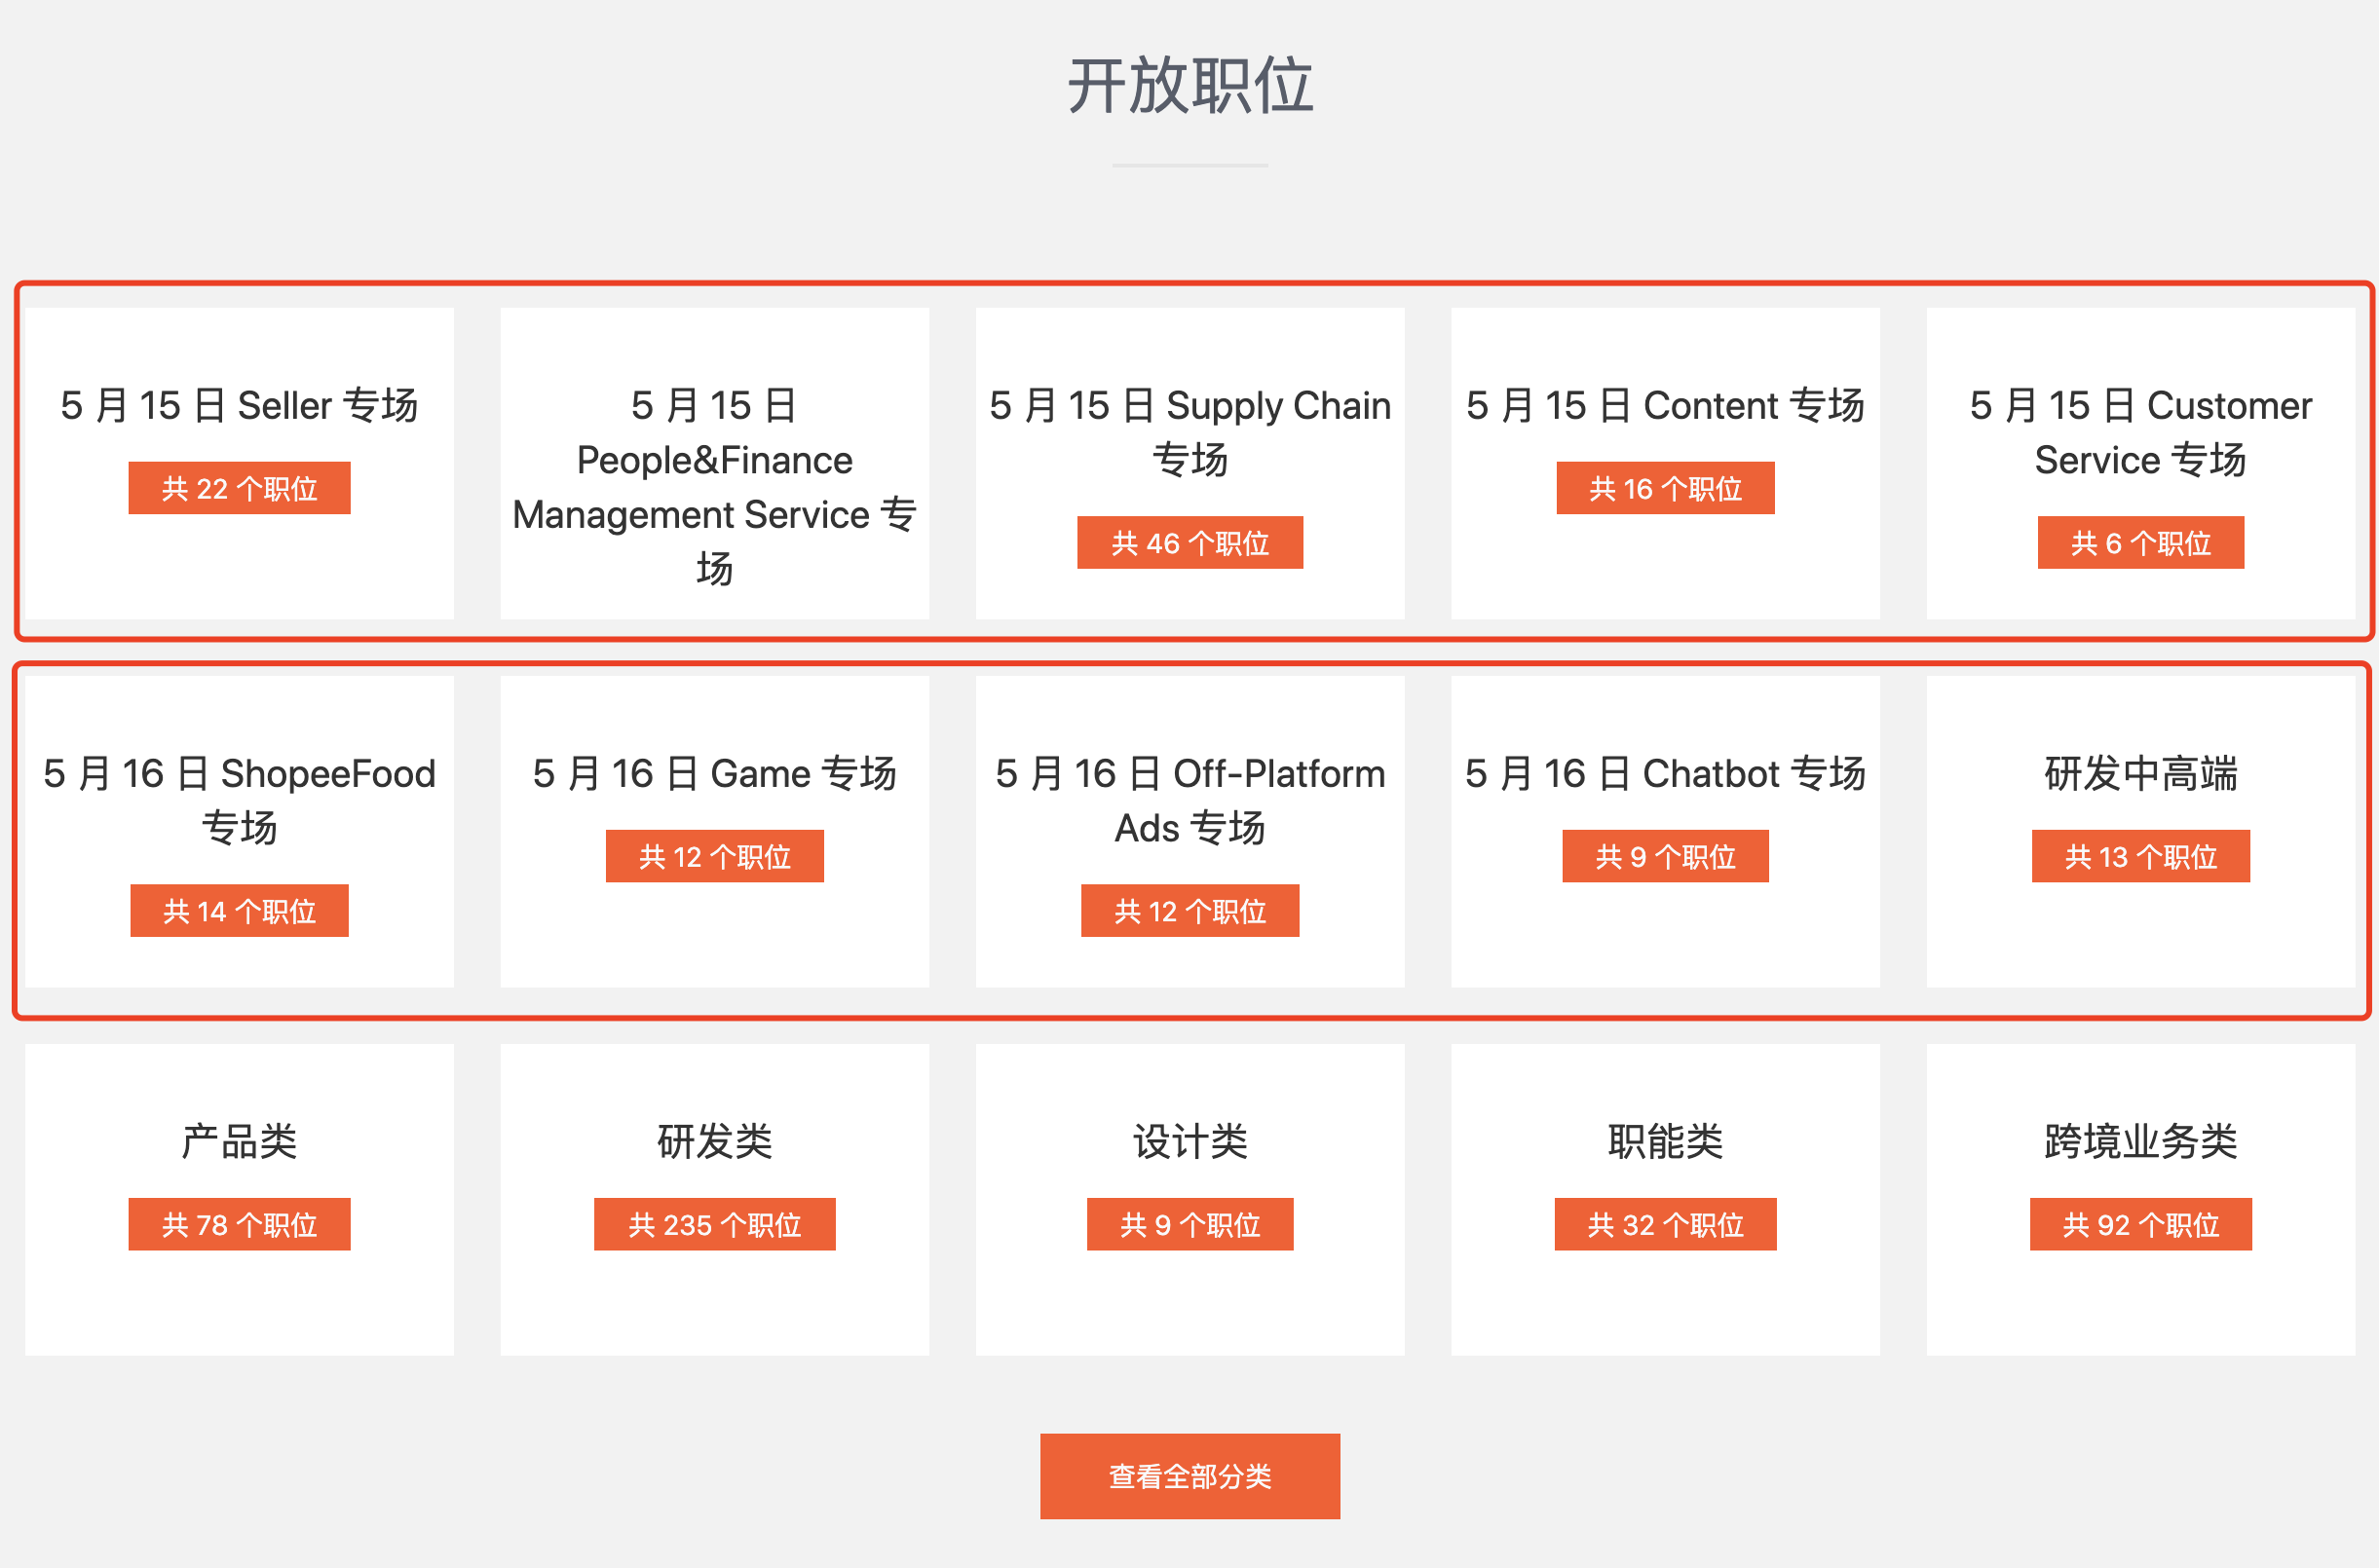 开放职位
5 月 15 日 Seller 专场
共 22 个职位
5 月 15 日
People&Finance
Management Service 专
场
5 月 15 日 Supply Chain
专场
共 46 个职位
5 月 15 日 Content 专场
共 16 个职位
5 月 15 日 Customer
Service 专场
共 6 个职位
5 月 16 日 ShopeeFood
专场
共 14 个职位
5 月 16 日 Game 专场
共 12 个职位
5 月 16 日 Off-Platform
Ads 专场
共 12 个职位
5 月 16 日 Chatbot 专场
共 9 个职位
研发中高端
共 13 个职位
产品类
共 78 个职位
研发类
共 235 个职位
设计类
共 9 个职位
职能类
共 32 个职位
跨境业务类
共 92 个职位
查看全部分类